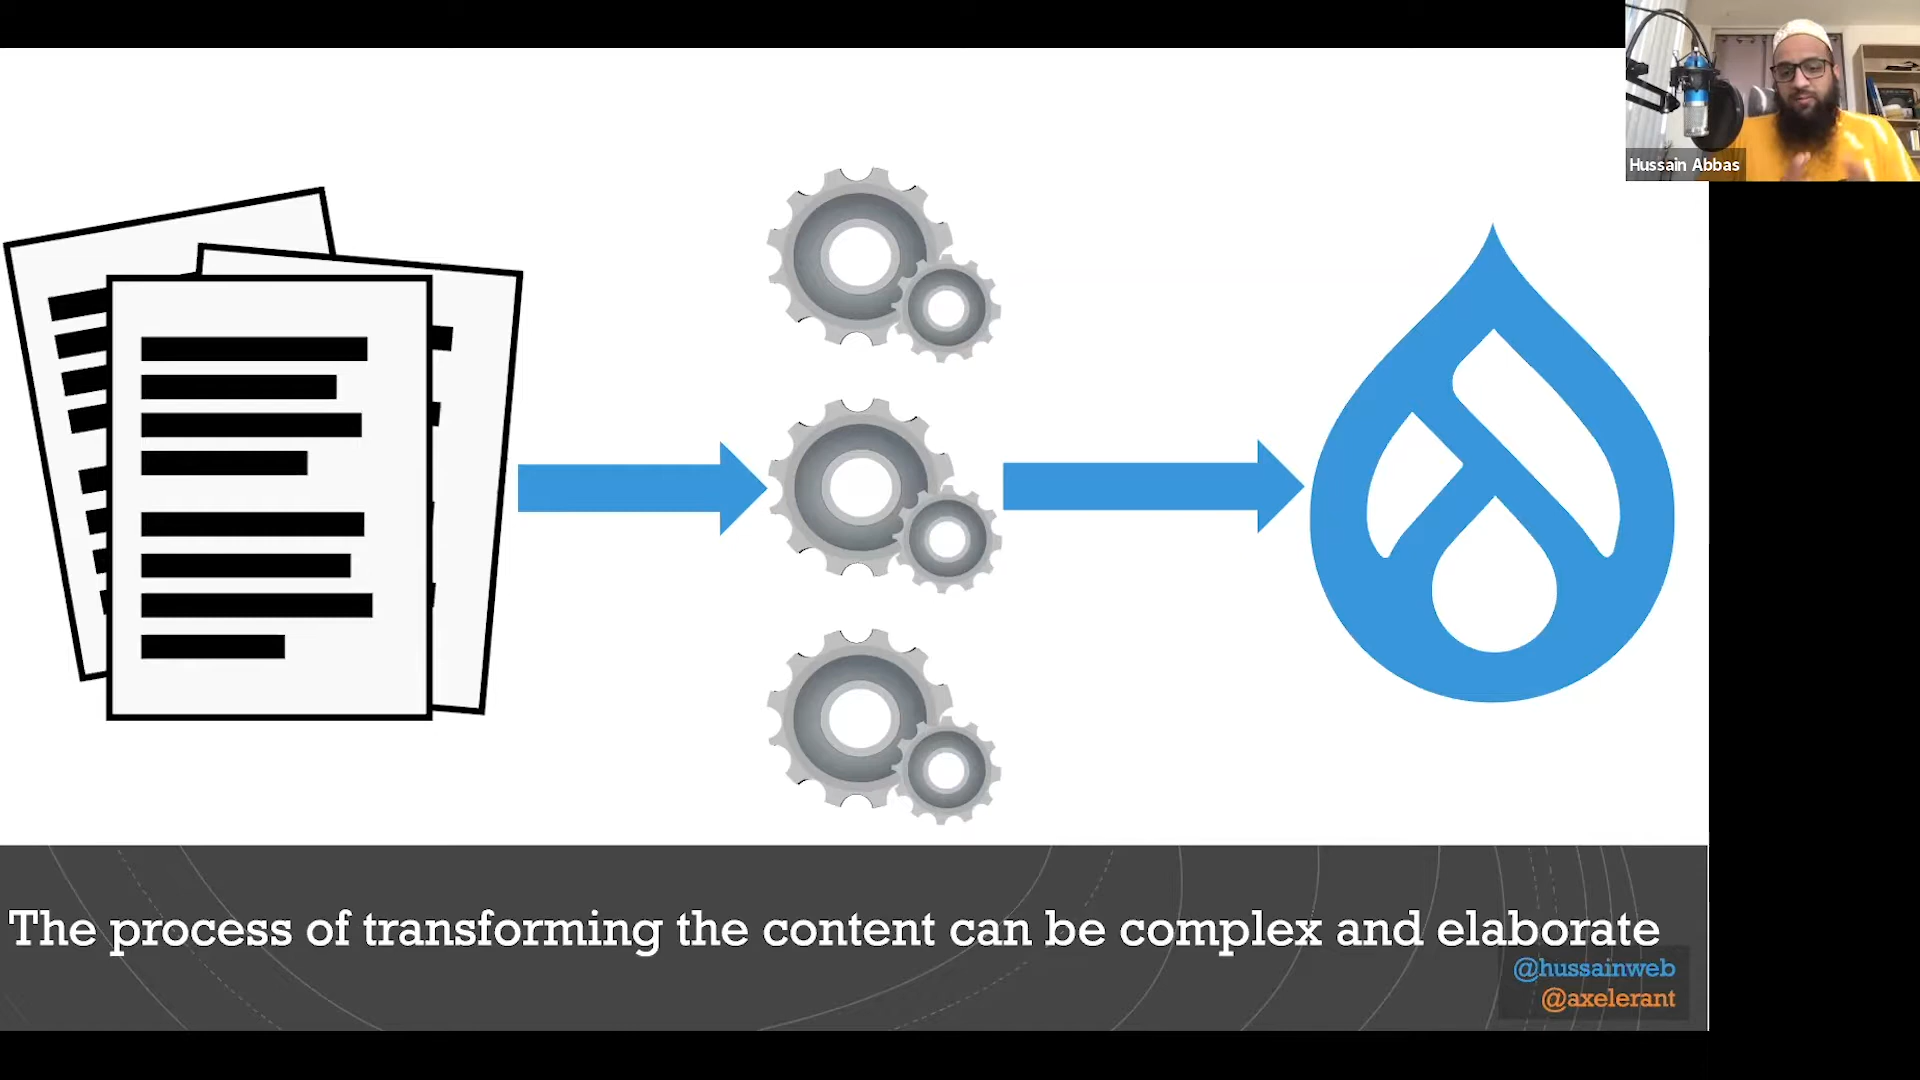 Hussain Abbas
The process of transforming the content can be complex and elaborate
@hussainweb
@axelerant